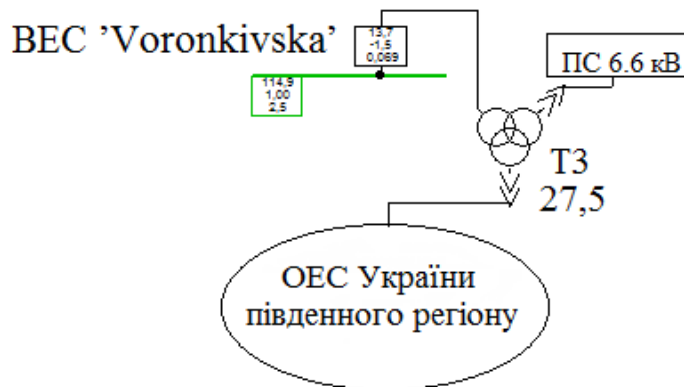 ВЕС ’Voronkivska’
13,7
-1,5
0,069
114,9
1,00
2,5
ПС 6.6 кВ
Т3
27,5
ОЕС України
південного регіону